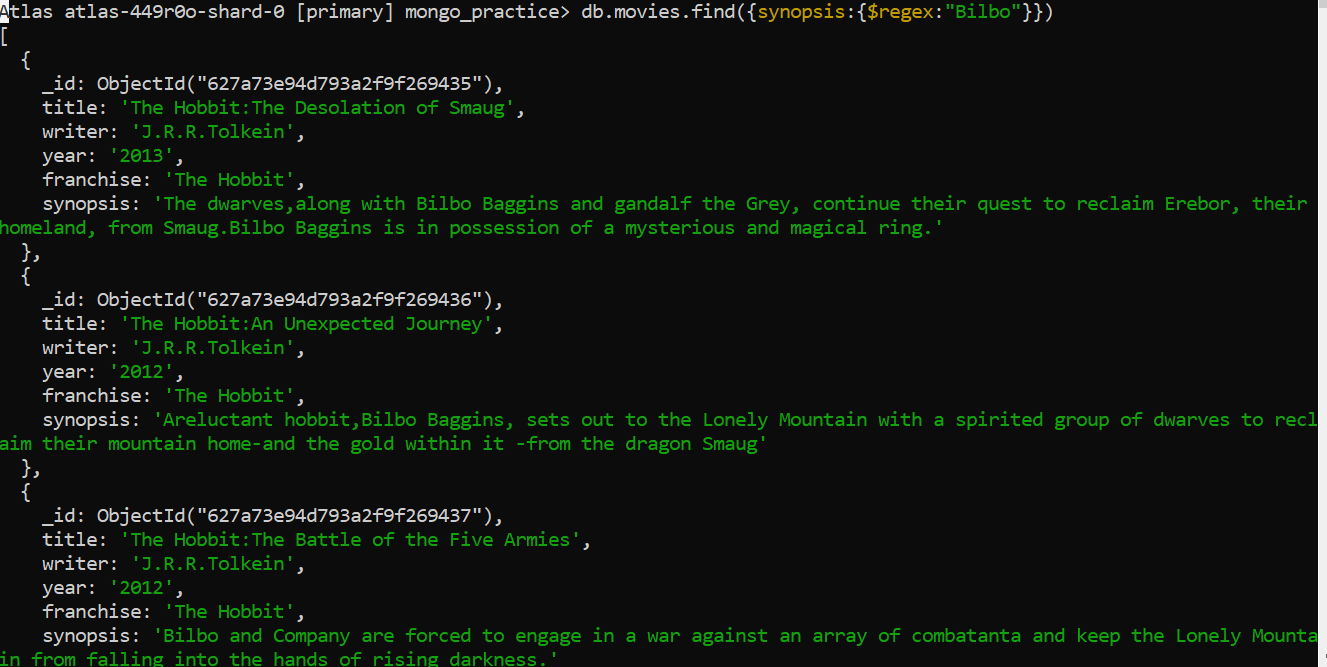 Atlas atlas-449r0o-shard-0 [primary] mongo_practice> db.movies.find({synopsis:{$regex:"Bilbo"}})
[
  {
    _id: ObjectId("627a73e94d793a2f9f269435"),
    title: 'The Hobbit:The Desolation of Smaug',
    writer: 'J.R.R.Tolkein',
    year: '2013',
    franchise: 'The Hobbit',
    synopsis: 'The dwarves,along with Bilbo Baggins and gandalf the Grey, continue their quest to reclaim Erebor, their
homeland, from Smaug.Bilbo Baggins is in possession of a mysterious and magical ring.'
  },
  {
    _id: ObjectId("627a73e94d793a2f9f269436"),
    title: 'The Hobbit:An Unexpected Journey',
    writer: 'J.R.R.Tolkein',
    year: '2012',
    franchise: 'The Hobbit',
    synopsis: 'Areluctant hobbit,Bilbo Baggins, sets out to the Lonely Mountain with a spirited group of dwarves to recl
aim their mountain home-and the gold within it -from the dragon Smaug'
  },
  {
    _id: ObjectId("627a73e94d793a2f9f269437"),
    title: 'The Hobbit:The Battle of the Five Armies',
    writer: 'J.R.R.Tolkein',
    year: '2012',
    franchise: 'The Hobbit',
    synopsis: 'Bilbo and Company are forced to engage in a war against an array of combatanta and keep the Lonely Mounta
in from falling into the hands of rising darkness.'